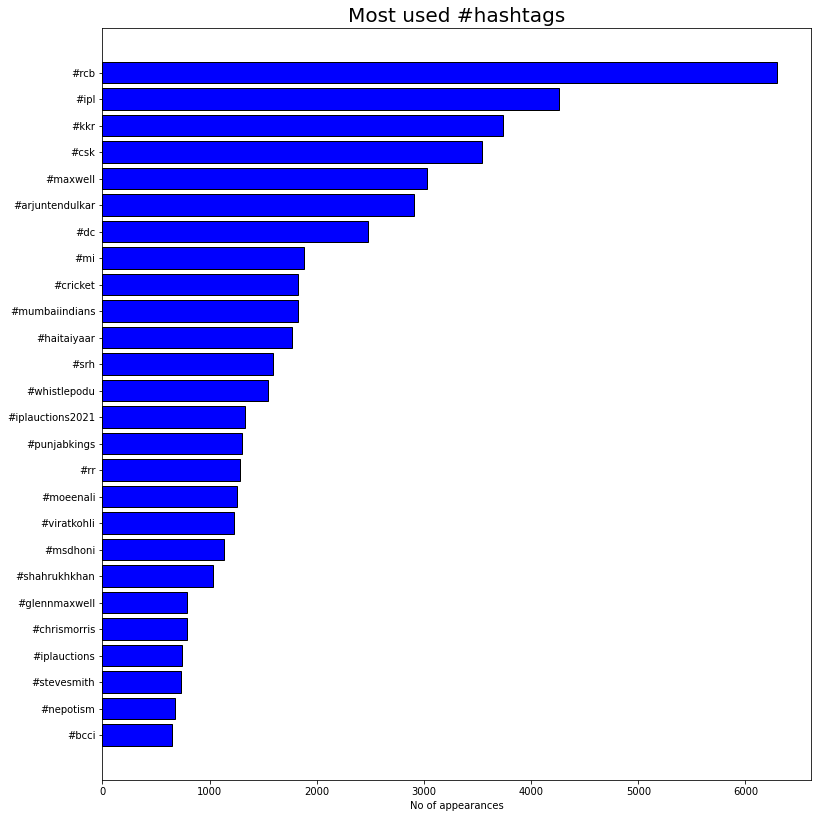 Most used #hashtags
#rcb
#ipl
#kkr
#csk
#maxwell
#arjuntendulkar
#dc
#mi
#cricket
#mumbaiindians
#haitaiyaar
#srh
#whistlepodu
#iplauctions2021
#punjabkings
#rr
#moeenali
#viratkohli
#msdhoni
#shahrukhkhan
#glennmaxwell
#chrismorris
#iplauctions
#stevesmith
#nepotism
#bcci
0 1000 2000 3000 4000 5000 6000
No of appearances